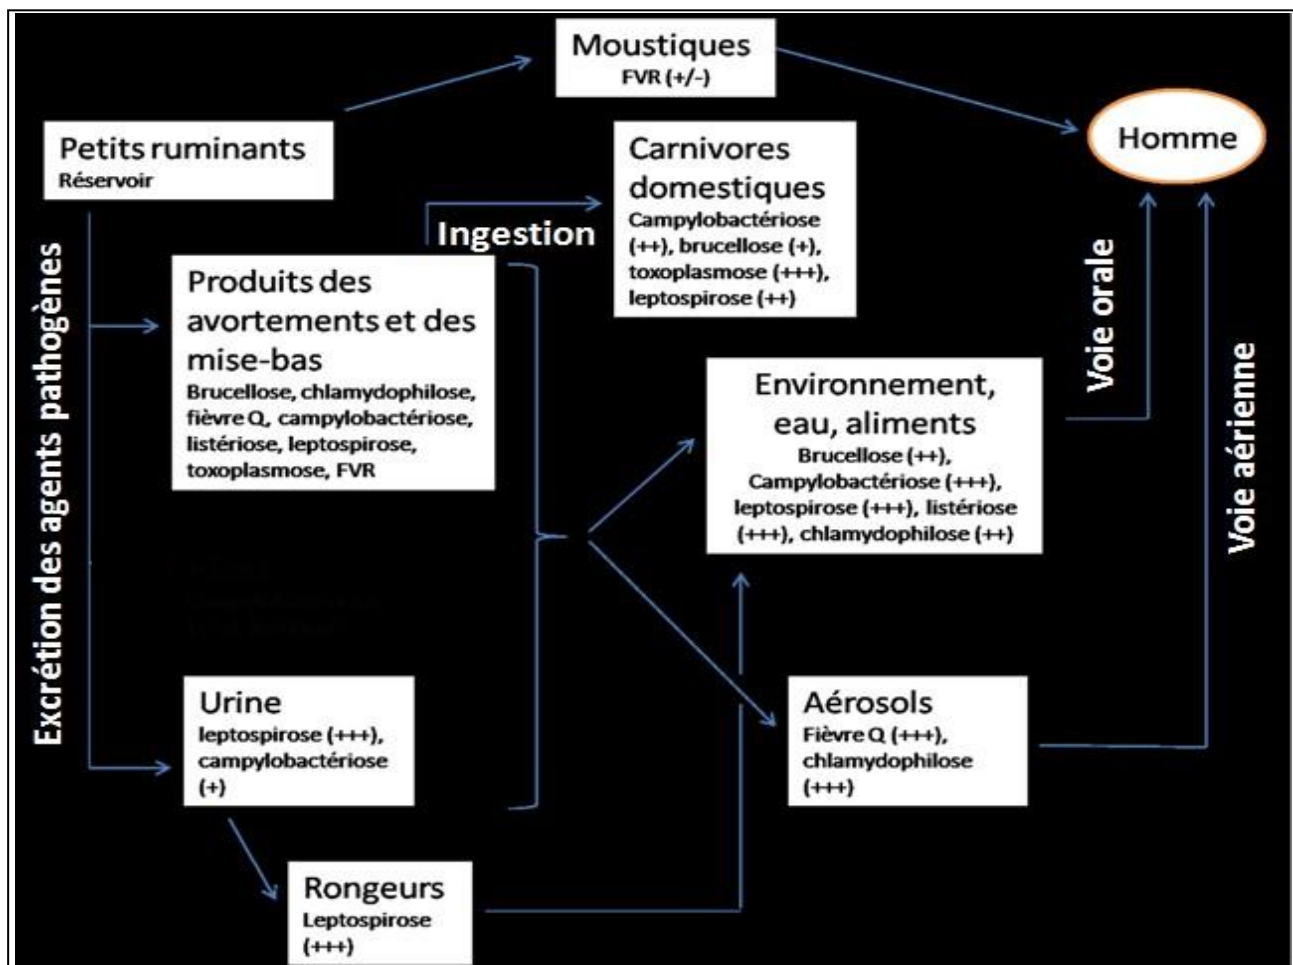 Moustiques
FVR (+/-)
Homme
Petits ruminants
Réservoir
Carnivores
domestiques
Campylobactériose
(++), brucellose (+),
toxoplasmose (+++),
leptospirose (++)
Ingestion
Excrétion des agents pathogènes
Produits des
avortements et des
mise-bas
Brucellose, chlamydophilose,
fièvre Q, campylobactériose,
listériose, leptospirose,
toxoplasmose, FVR
Environnement,
eau, aliments
Brucellose (++),
Campylobactériose (+++),
leptospirose (+++), listériose
(+++), chlamydophilose (++)
Voie orale
Voie aérienne
Urine
leptospirose (+++),
campylobactériose
(+)
Aérosols
Fièvre Q (+++),
chlamydophilose
(+++)
Rongeurs
Leptospirose
(+++)